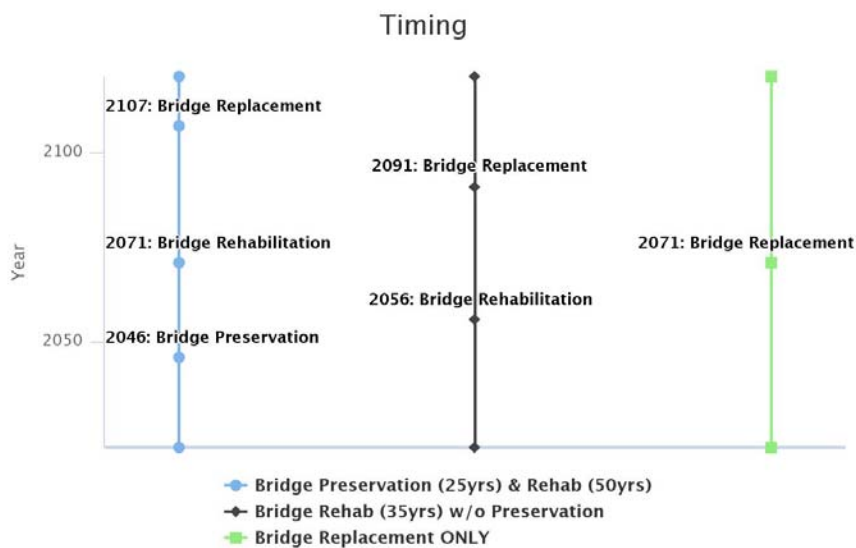 Timing
2107: Bridge Replacement
2100
2091: Bridge Replacement
2071: Bridge Rehabilitation
2071: Bridge Replacement
Year
2056: Bridge Rehabilitation
2046: Bridge Preservation
2050
Bridge Preservation (25yrs) & Rehab (50yrs)
Bridge Rehab (35yrs) w/o Preservation
Bridge Replacement ONLY